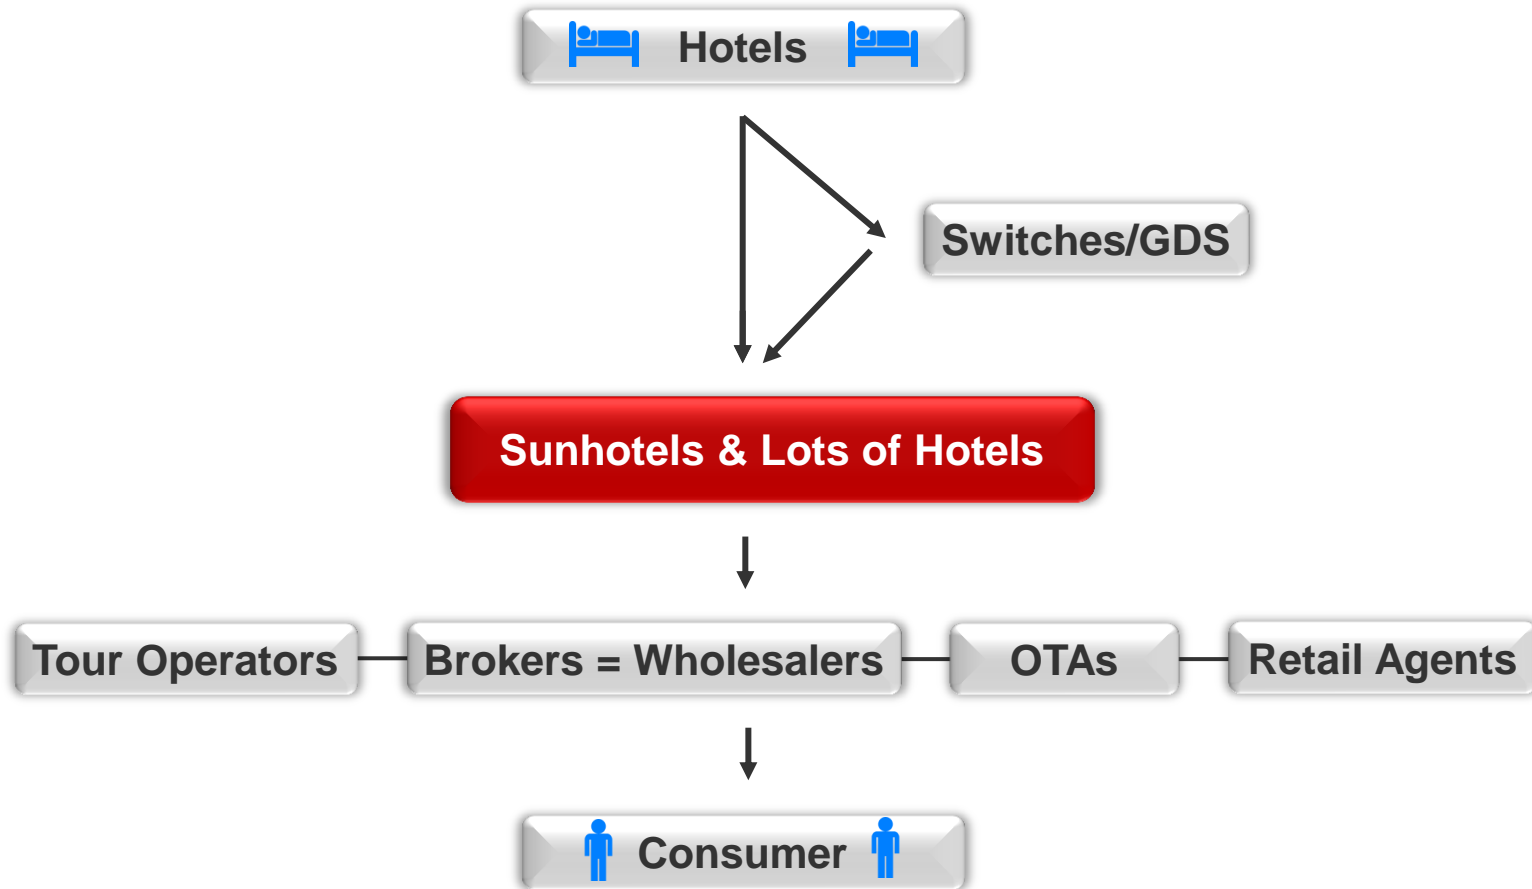 Hotels
Switches/GDS
Sunhotels & Lots of Hotels
Tour Operators
Brokers = Wholesalers
OTAs
Retail Agents
Consumer